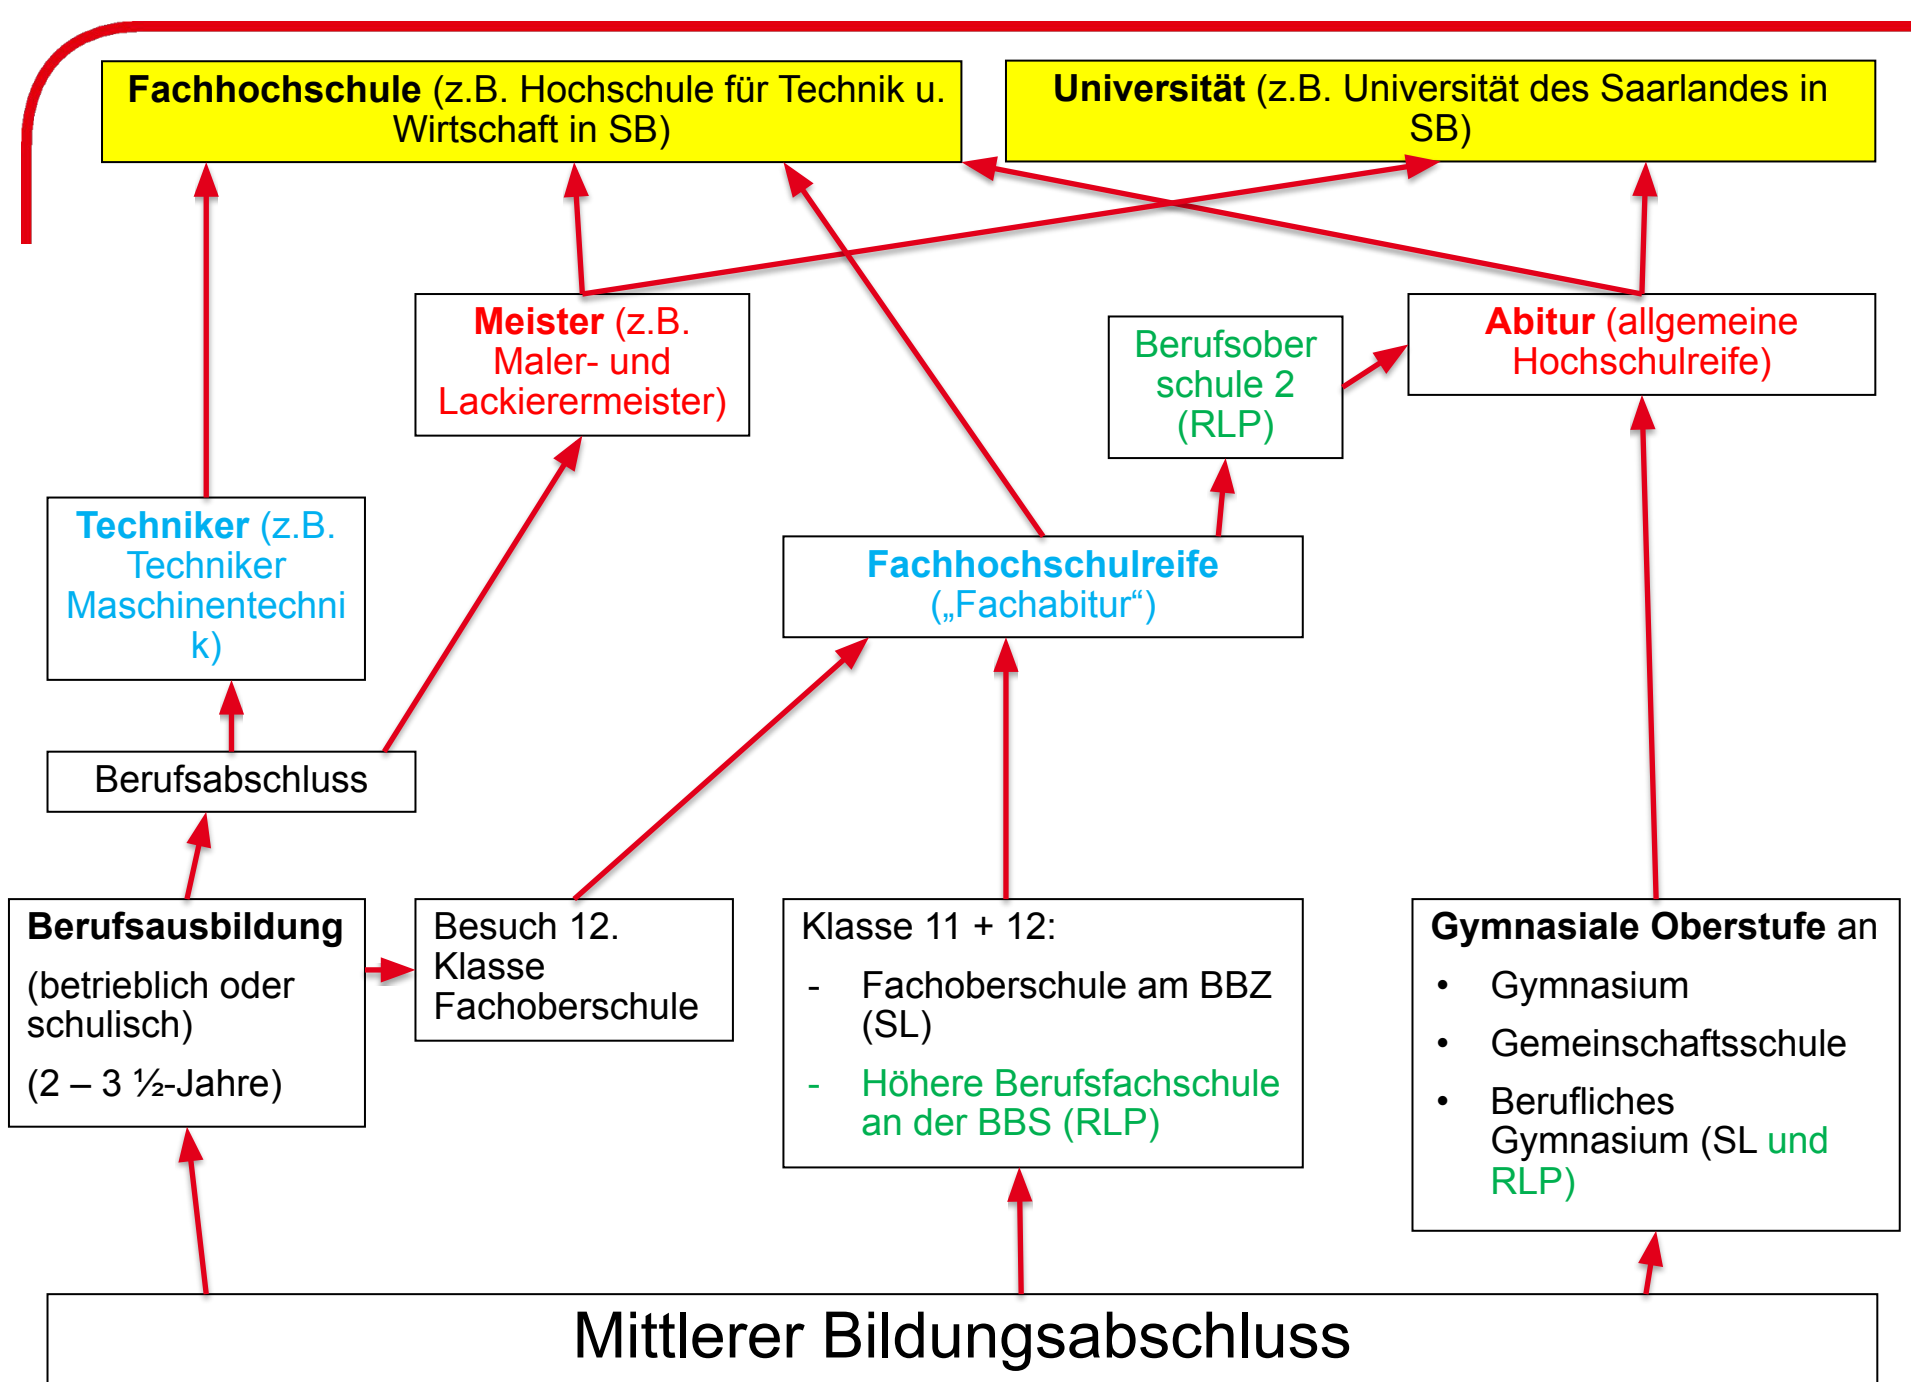 Fachhochschule (z.B. Hochschule für Technik u.
Wirtschaft in SB)
Universität (z.B. Universität des Saarlandes in
SB)
Meister (z.B.
Maler- und
Lackierermeister)
Berufsober
schule 2
(RLP)
Abitur (allgemeine
Hochschulreife)
Techniker (z.B.
Techniker
Maschinentechni
k)
Fachhochschulreife
(„Fachabitur“)
Berufsabschluss
Berufsausbildung
(betrieblich oder
schulisch)
(2 – 3 ½-Jahre)
Besuch 12.
Klasse
Fachoberschule
Klasse 11 + 12:
- Fachoberschule am BBZ
(SL)
- Höhere Berufsfachschule
an der BBS (RLP)
Gymnasiale Oberstufe an
• Gymnasium
• Gemeinschaftsschule
• Berufliches
Gymnasium (SL und
RLP)
Mittlerer Bildungsabschluss